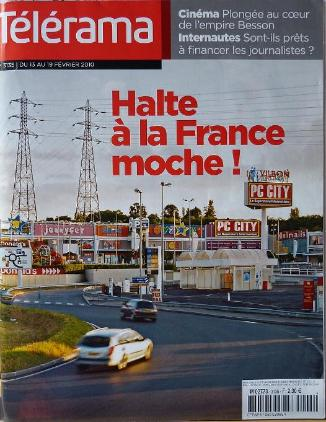 Télérama
Cinéma Plongée au cœur
de l'empire Besson
Internautes Sont-ils prêts
à financer les journalistes ?
3135 | DU 13 AU 19 FÉVRIER 2010
Halte
à la France
moche !
PC CITY
PC CITY